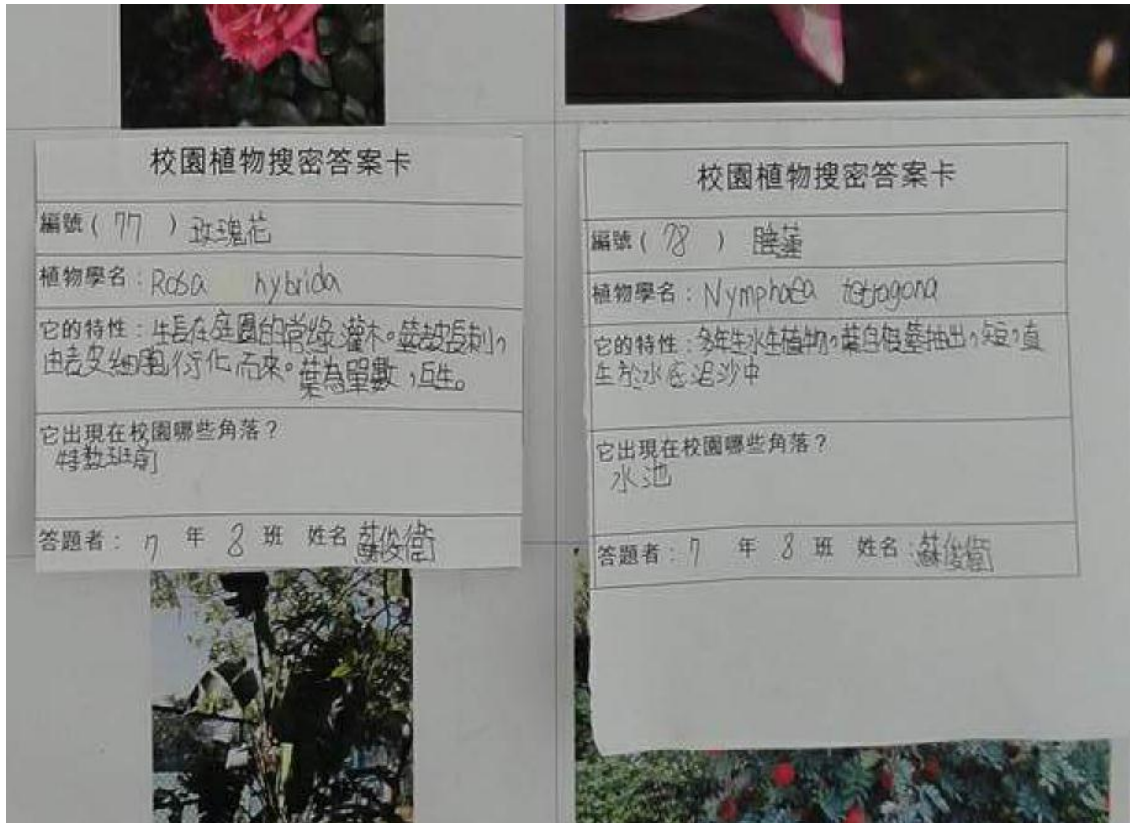 校園植物搜密答案卡
編號( 77 ) 玫瑰花
植物學名:Rosa hybrida
它的特性:生長在庭園的常綠灌木。莖部長刺,
由表皮細胞衍化而來。葉為單數,互生。
它出現在校園哪些角落?
特教班前
答題者: 7 年 8 班 姓名 蘇俊衛
校園植物搜密答案卡
編號( 78 ) 睡蓮
植物學名:Nymphaea tetragona
它的特性:多年生水生植物,葉自根莖抽出,短,直
生於水底泥沙中
它出現在校園哪些角落?
水池
答題者:7 年 8 班 姓名:蘇俊衛